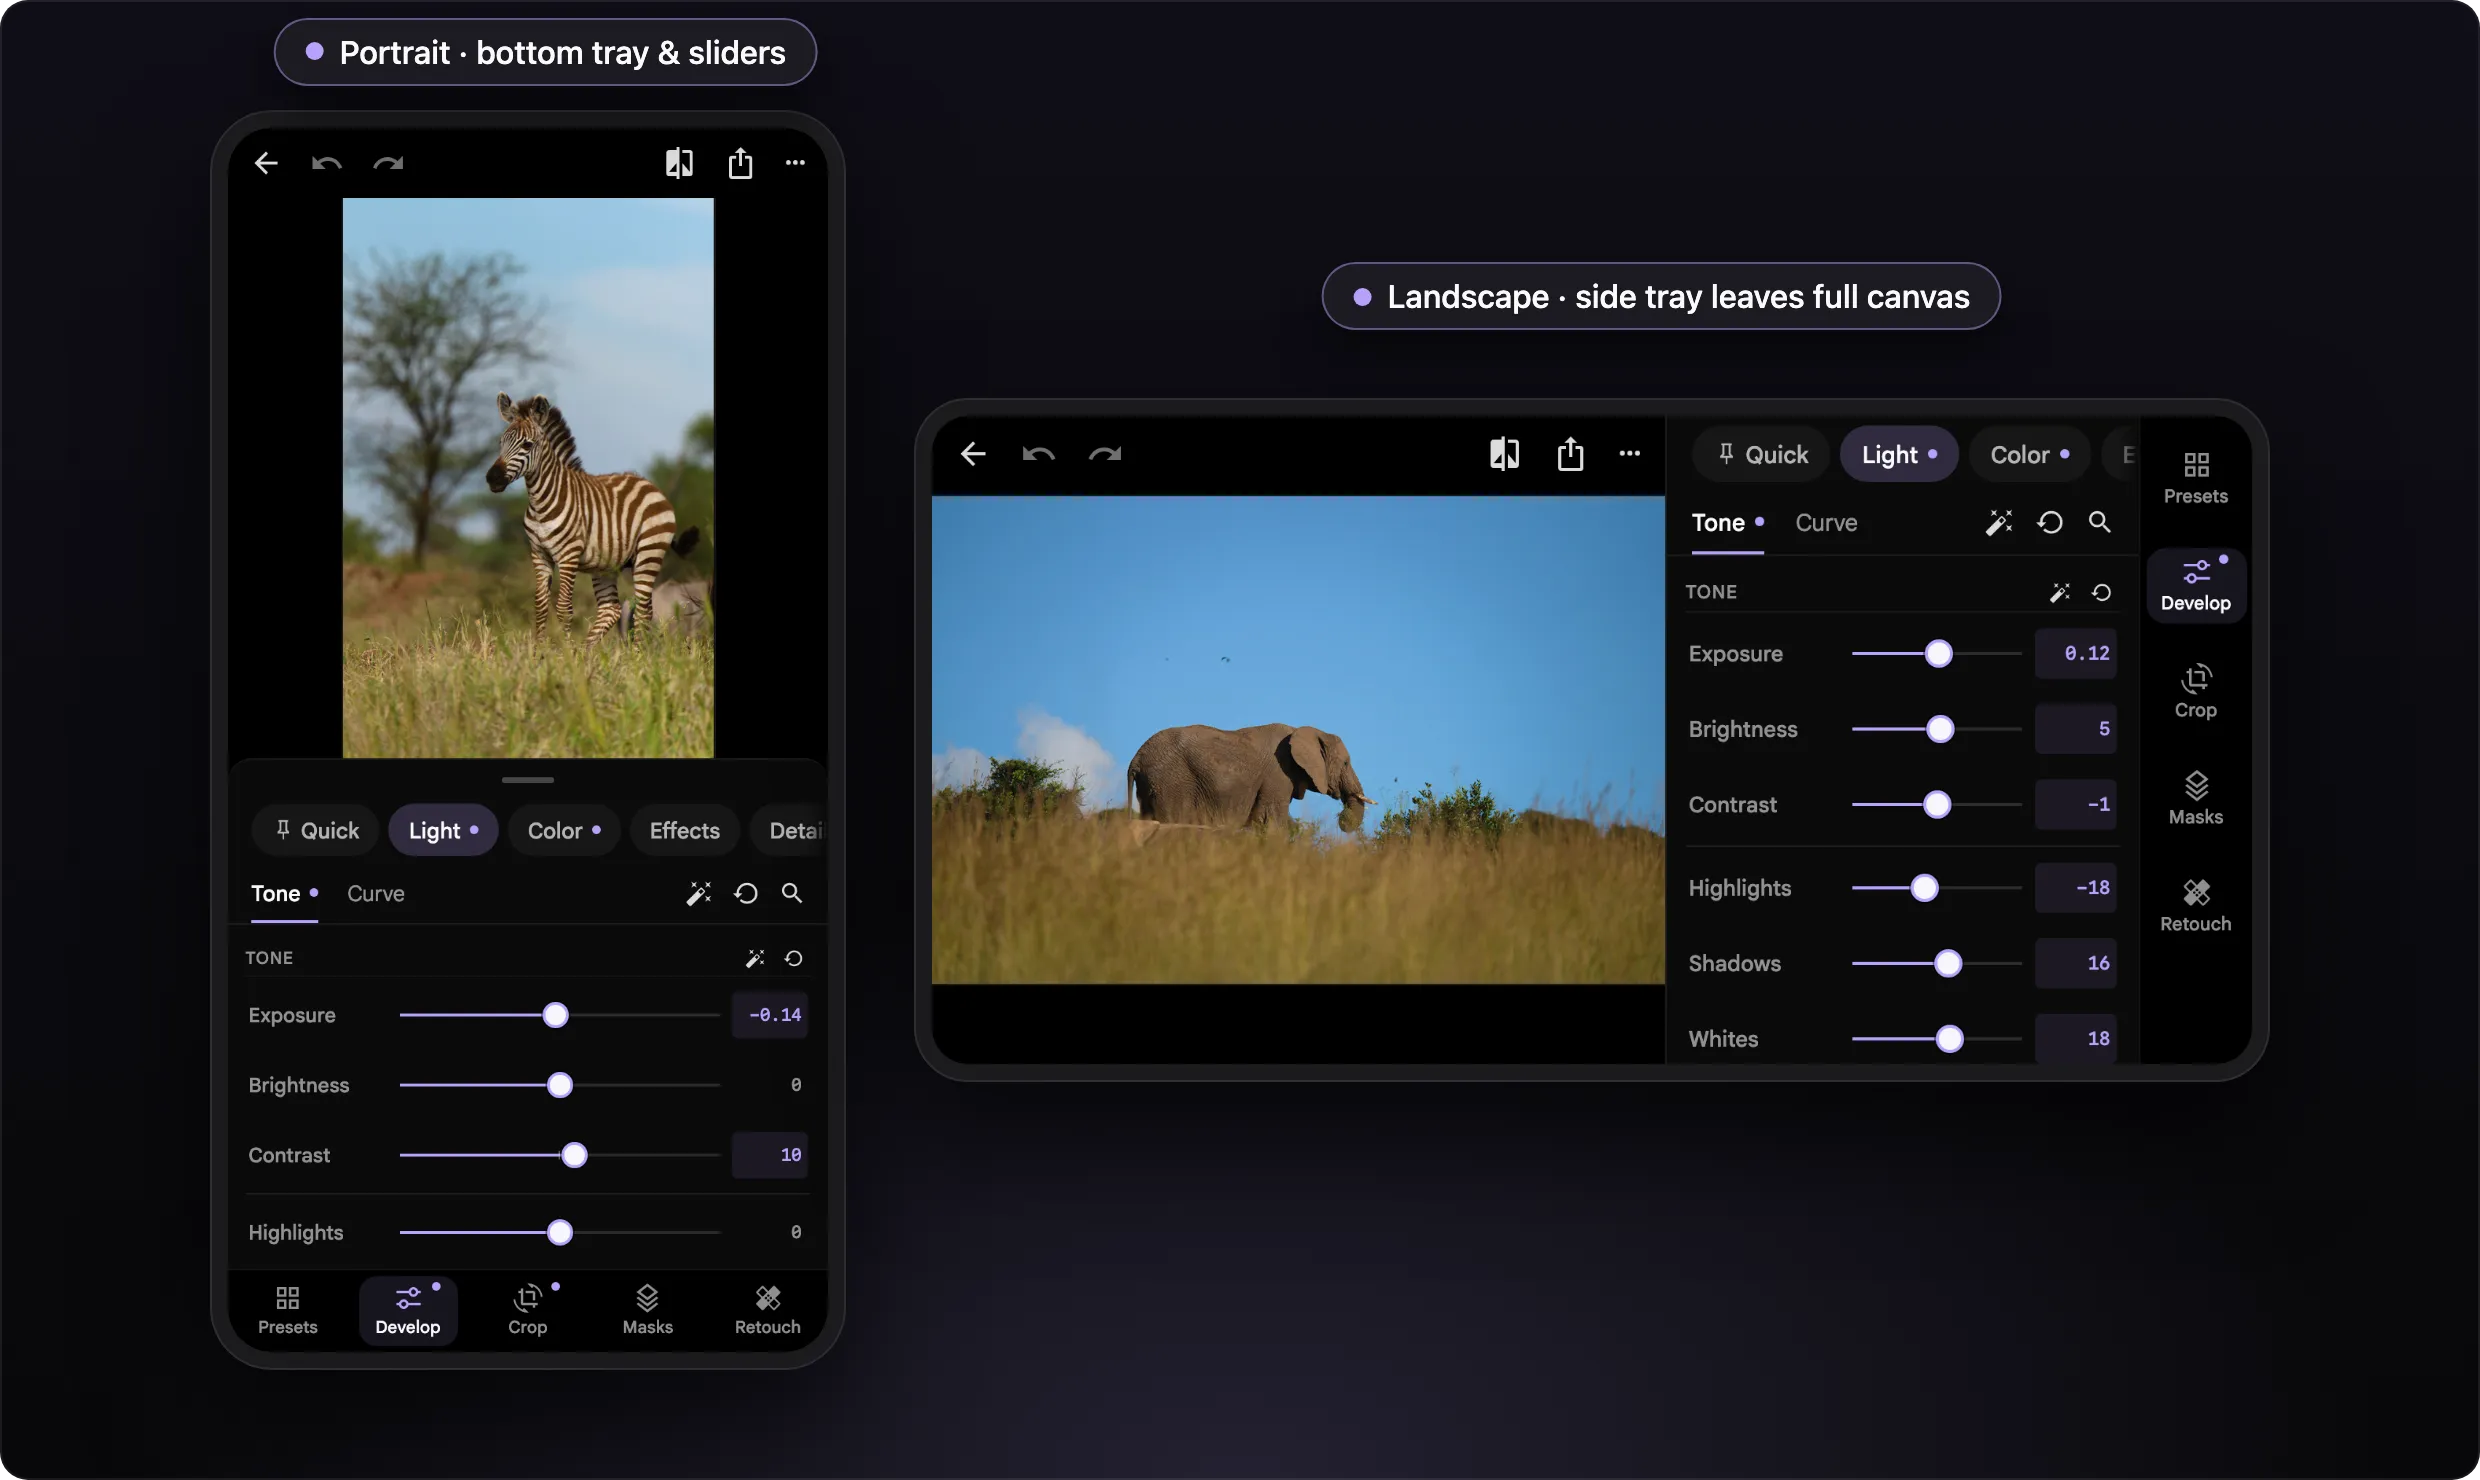 Portrait · bottom tray & sliders
Quick
Light
Color
Effects
Detai
Tone
Curve
TONE
Exposure
-0.14
Brightness
0
Contrast
10
Highlights
0
Presets
Develop
Crop
Masks
Retouch
Landscape · side tray leaves full canvas
Quick
Light
Color
E
Tone
Curve
TONE
Exposure
0.12
Brightness
5
Contrast
-1
Highlights
-18
Shadows
16
Whites
18
Presets
Develop
Crop
Masks
Retouch